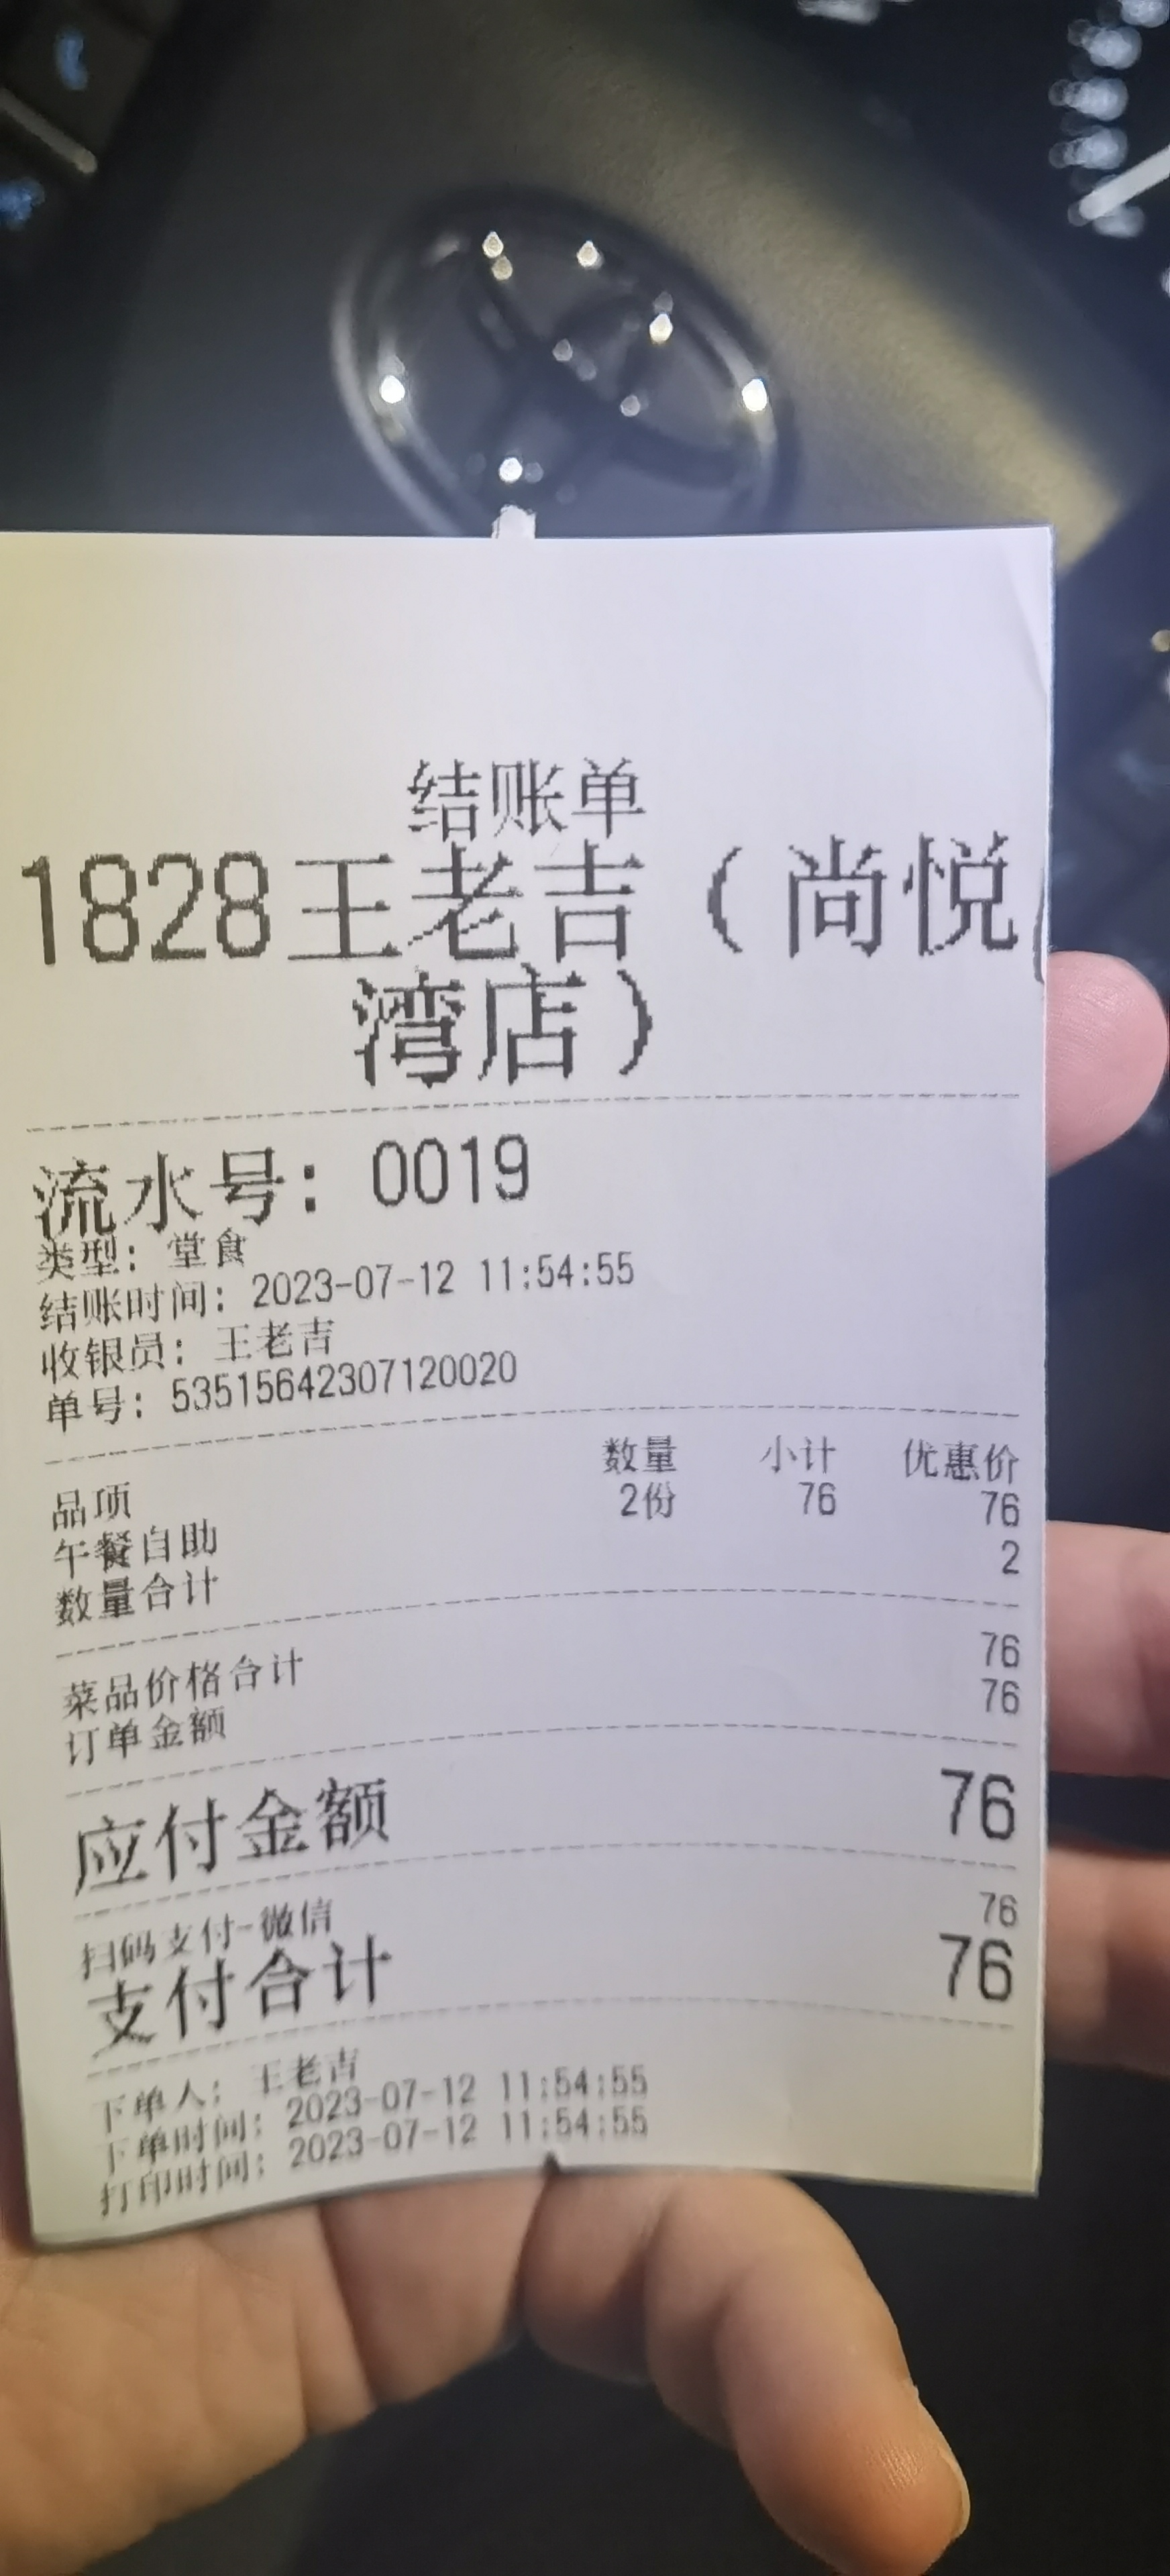 结账单
1828王老吉（尚悦
湾店）
流水号：0019
类型：堂食
结账时间：2023-07-12 11:54:55
收银员：王老吉
单号：53515642307120020
品项 数量 小计 优惠价
午餐自助 2份 76 76
数量合计 2
菜品价格合计 76
订单金额 76
应付金额 76
扫码支付-微信 76
支付合计 76
下单人：王老吉
下单时间：2023-07-12 11:54:55
打印时间：2023-07-12 11:54:55